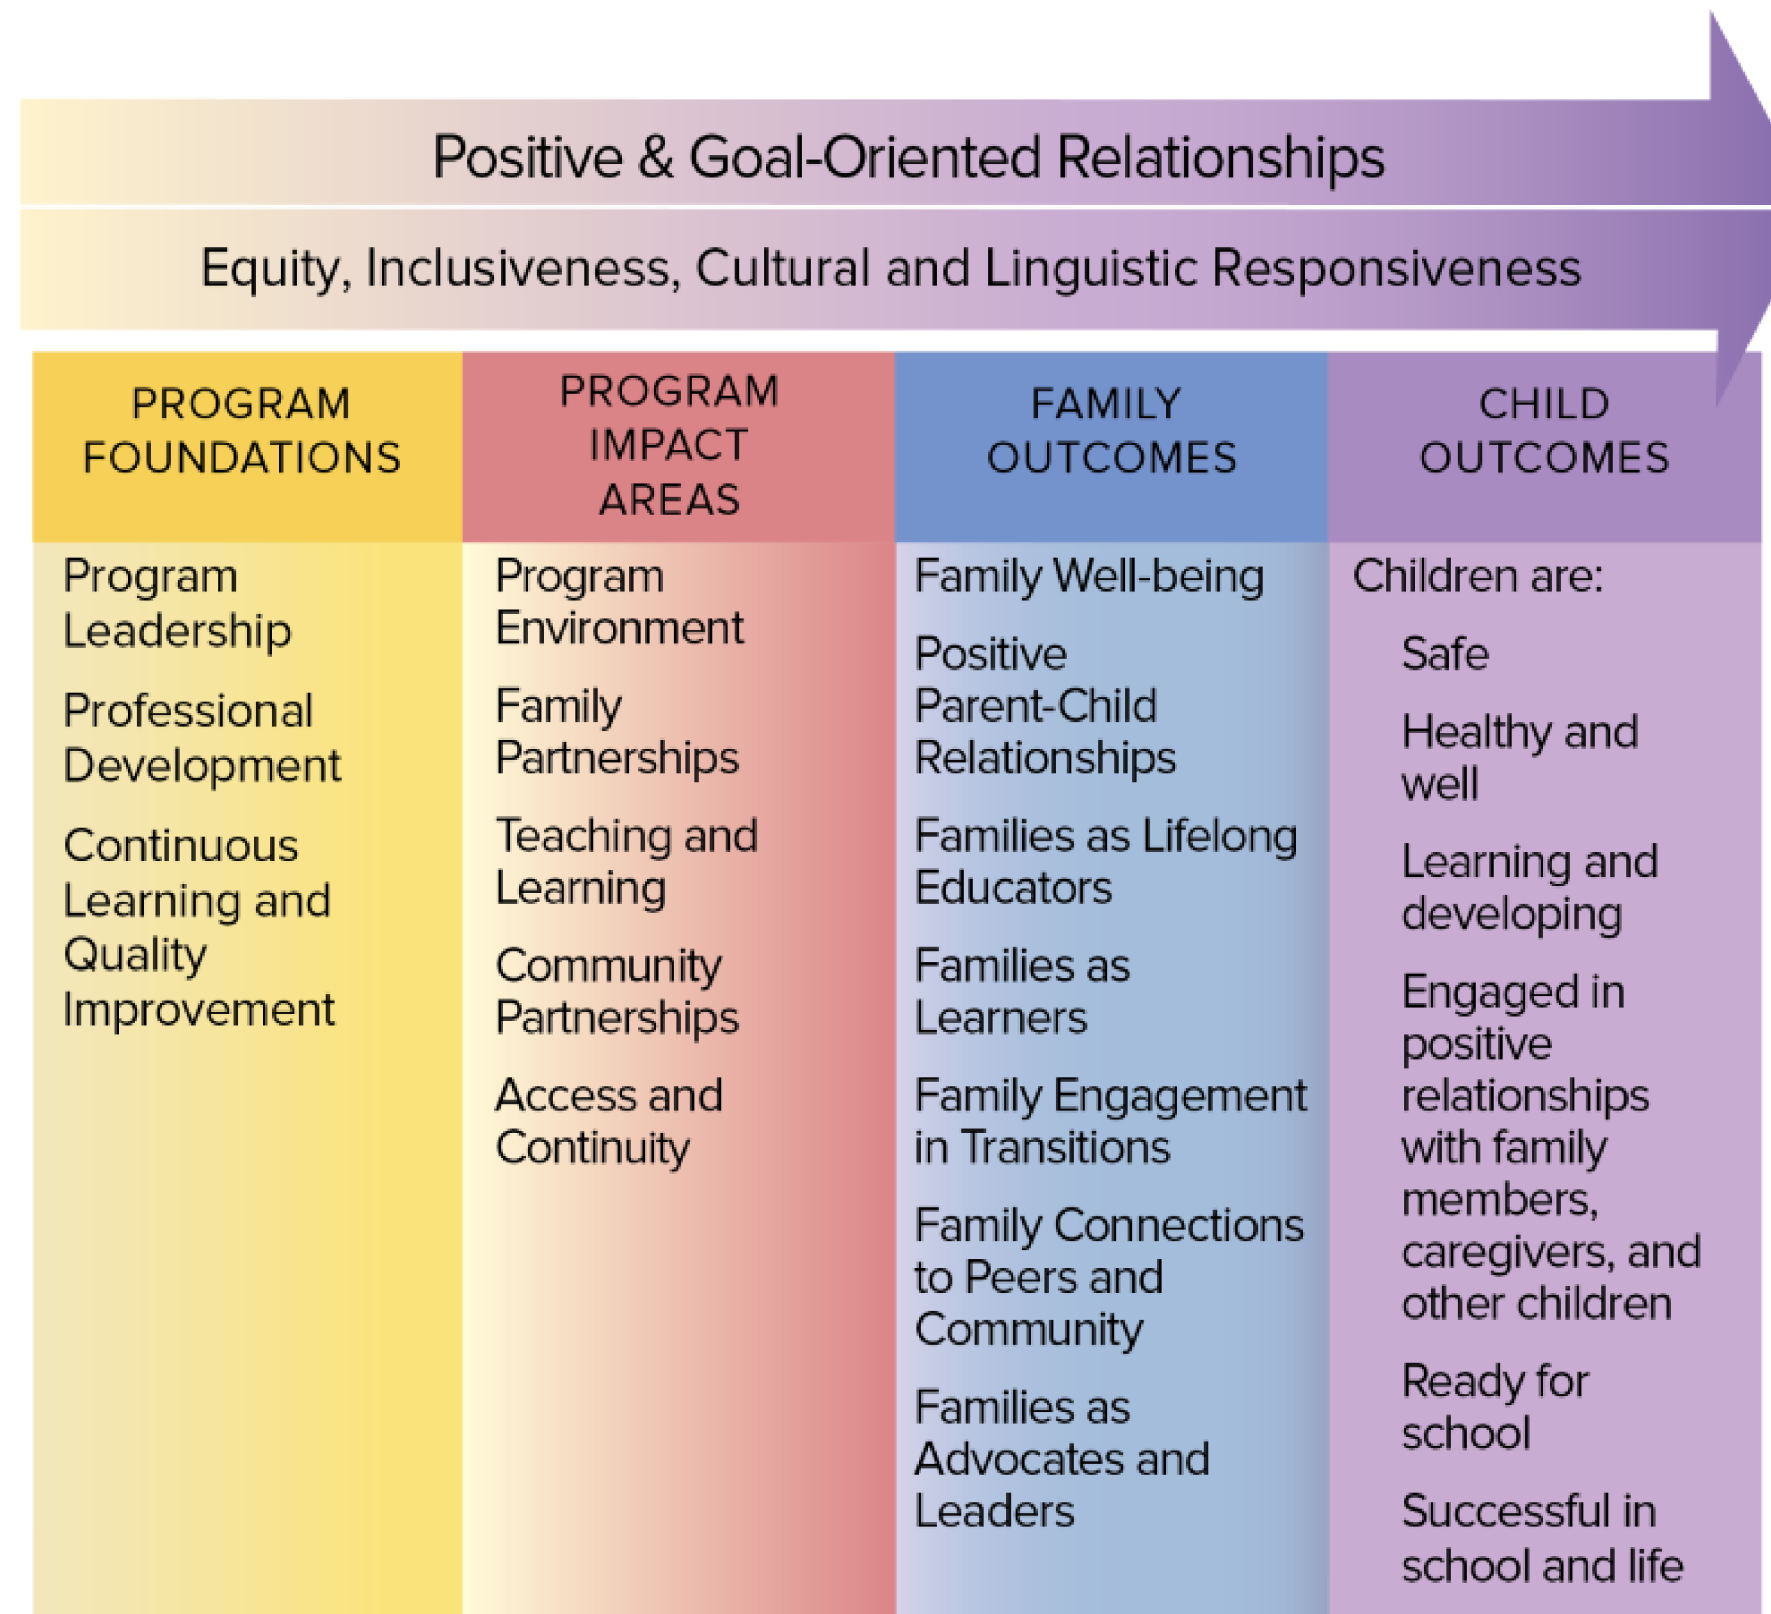 Positive & Goal-Oriented Relationships
Equity, Inclusiveness, Cultural and Linguistic Responsiveness
PROGRAM
FOUNDATIONS
Program
Leadership
Professional
Development
Continuous
Learning and
Quality
Improvement
PROGRAM
IMPACT
AREAS
Program
Environment
Family
Partnerships
Teaching and
Learning
Community
Partnerships
Access and
Continuity
FAMILY
OUTCOMES
Family Well-being
Positive
Parent-Child
Relationships
Families as Lifelong
Educators
Families as
Learners
Family Engagement
in Transitions
Family Connections
to Peers and
Community
Families as
Advocates and
Leaders
CHILD
OUTCOMES
Children are:
Safe
Healthy and
well
Learning and
developing
Engaged in
positive
relationships
with family
members,
caregivers, and
other children
Ready for
school
Successful in
school and life